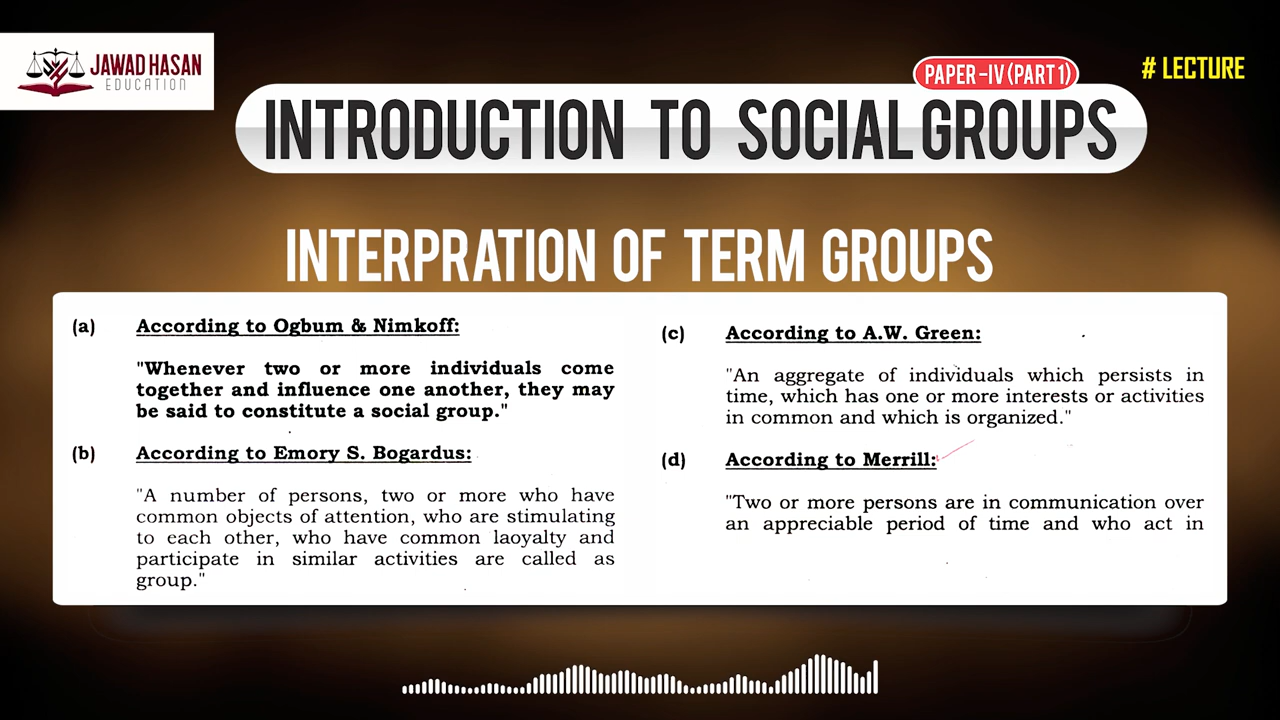 JAWAD HASAN
EDUCATION
# LECTURE
PAPER-IV (PART 1)
INTRODUCTION TO SOCIAL GROUPS
INTERPRATION OF TERM GROUPS
(a) According to Ogbum & Nimkoff:
"Whenever two or more individuals come
together and influence one another, they may
be said to constitute a social group."
(b) According to Emory S. Bogardus:
"A number of persons, two or more who have
common objects of attention, who are stimulating
to each other, who have common laoyalty and
participate in similar activities are called as
group."
(c) According to A.W. Green:
"An aggregate of individuals which persists in
time, which has one or more interests or activities
in common and which is organized."
(d) According to Merrill:
"Two or more persons are in communication over
an appreciable period of time and who act in